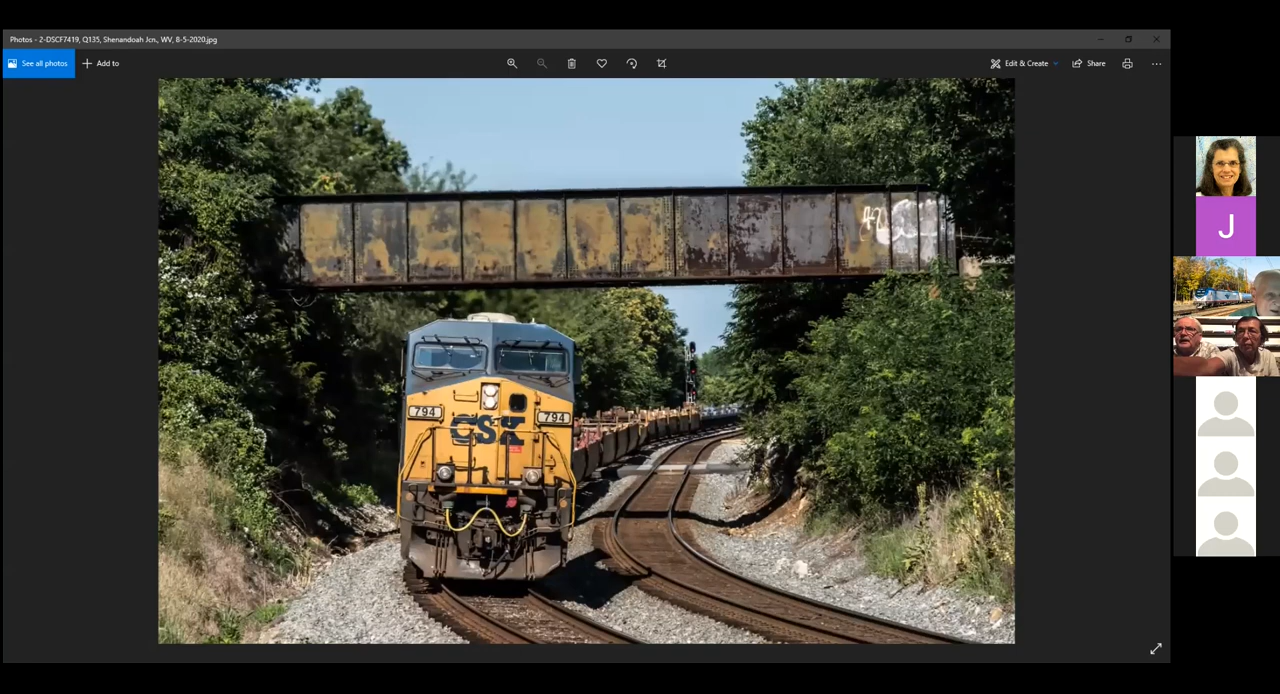 Photos - 2-DSCF7419, Q135, Shenandoah Jcn., WV, 8-5-2020.jpg
See all photos
Add to
Edit & Create
Share
794
794
CSX
J